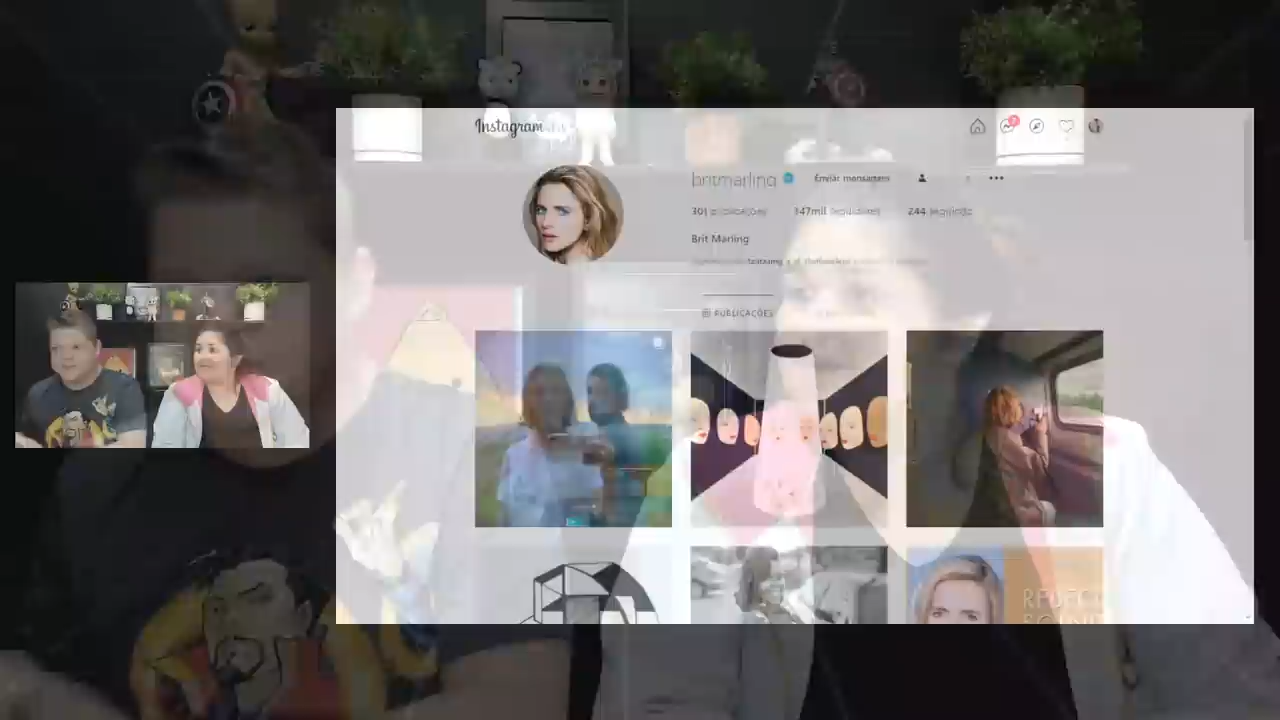 Instagram
britmarling Enviar mensagem
301 publicações 347mil seguidores 244 seguindo
Brit Marling
PUBLICAÇÕES